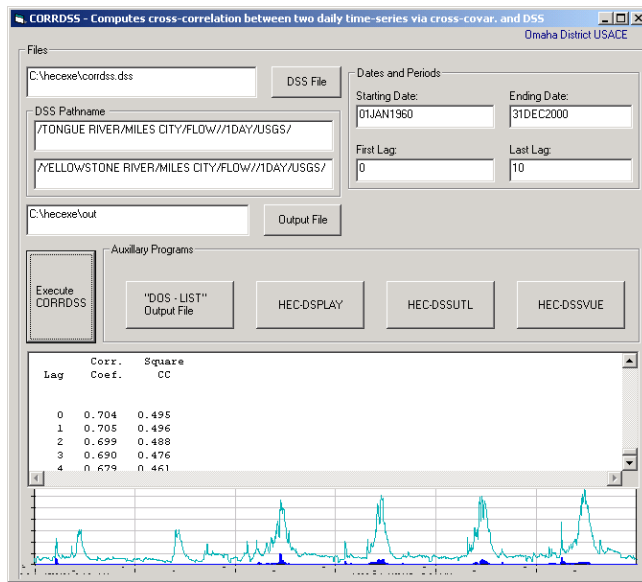 CORRDSS - Computes cross-correlation between two daily time-series via cross-covar. and DSS
Omaha District USACE
Files
C:\hecexe\corrdss.dss
DSS File
DSS Pathname
/TONGUE RIVER/MILES CITY/FLOW//1DAY/USGS/
/YELLOWSTONE RIVER/MILES CITY/FLOW//1DAY/USGS/
Dates and Periods
Starting Date:
Ending Date:
01JAN1960
31DEC2000
First Lag:
Last Lag:
0
10
C:\hecexe\out
Output File
Auxillary Programs
Execute
CORRDSS
"DOS - LIST"
Output File
HEC-DSPLAY
HEC-DSSUTL
HEC-DSSVUE
Corr. Square
Lag Coef. CC
0 0.704 0.495
1 0.705 0.496
2 0.699 0.488
3 0.690 0.476
4 0.679 0.461